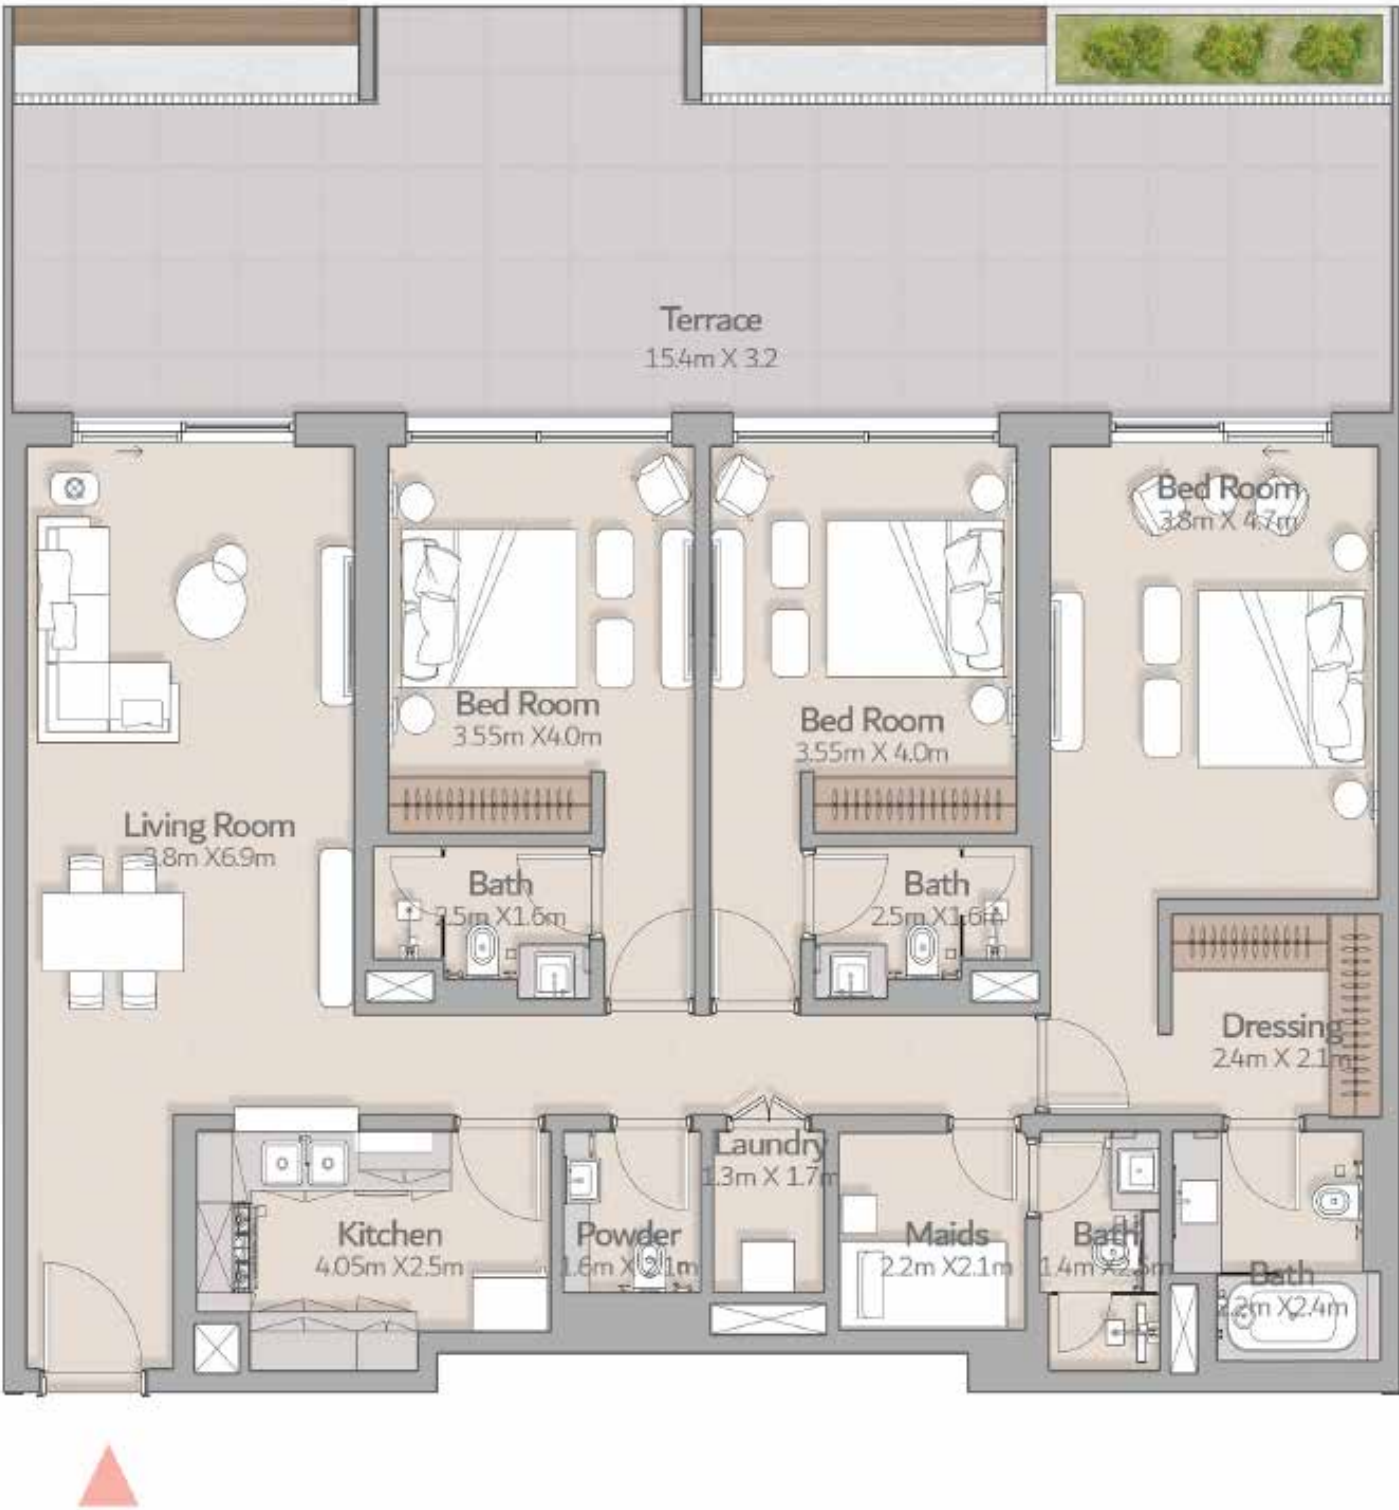 Terrace
15.4m X 3.2
Bed Room
3.8m X 4.7m
Bed Room
3.55m X4.0m
Bed Room
3.55m X 4.0m
Living Room
3.8m X6.9m
Bath
2.5m X1.6m
Bath
2.5m X1.6m
Dressing
2.4m X 2.1m
Laundry
1.3m X 1.7m
Kitchen
4.05m X2.5m
Powder
1.6m X 2.1m
Maids
2.2m X2.1m
Bath
1.4m X2.5m
Bath
2.2m X2.4m